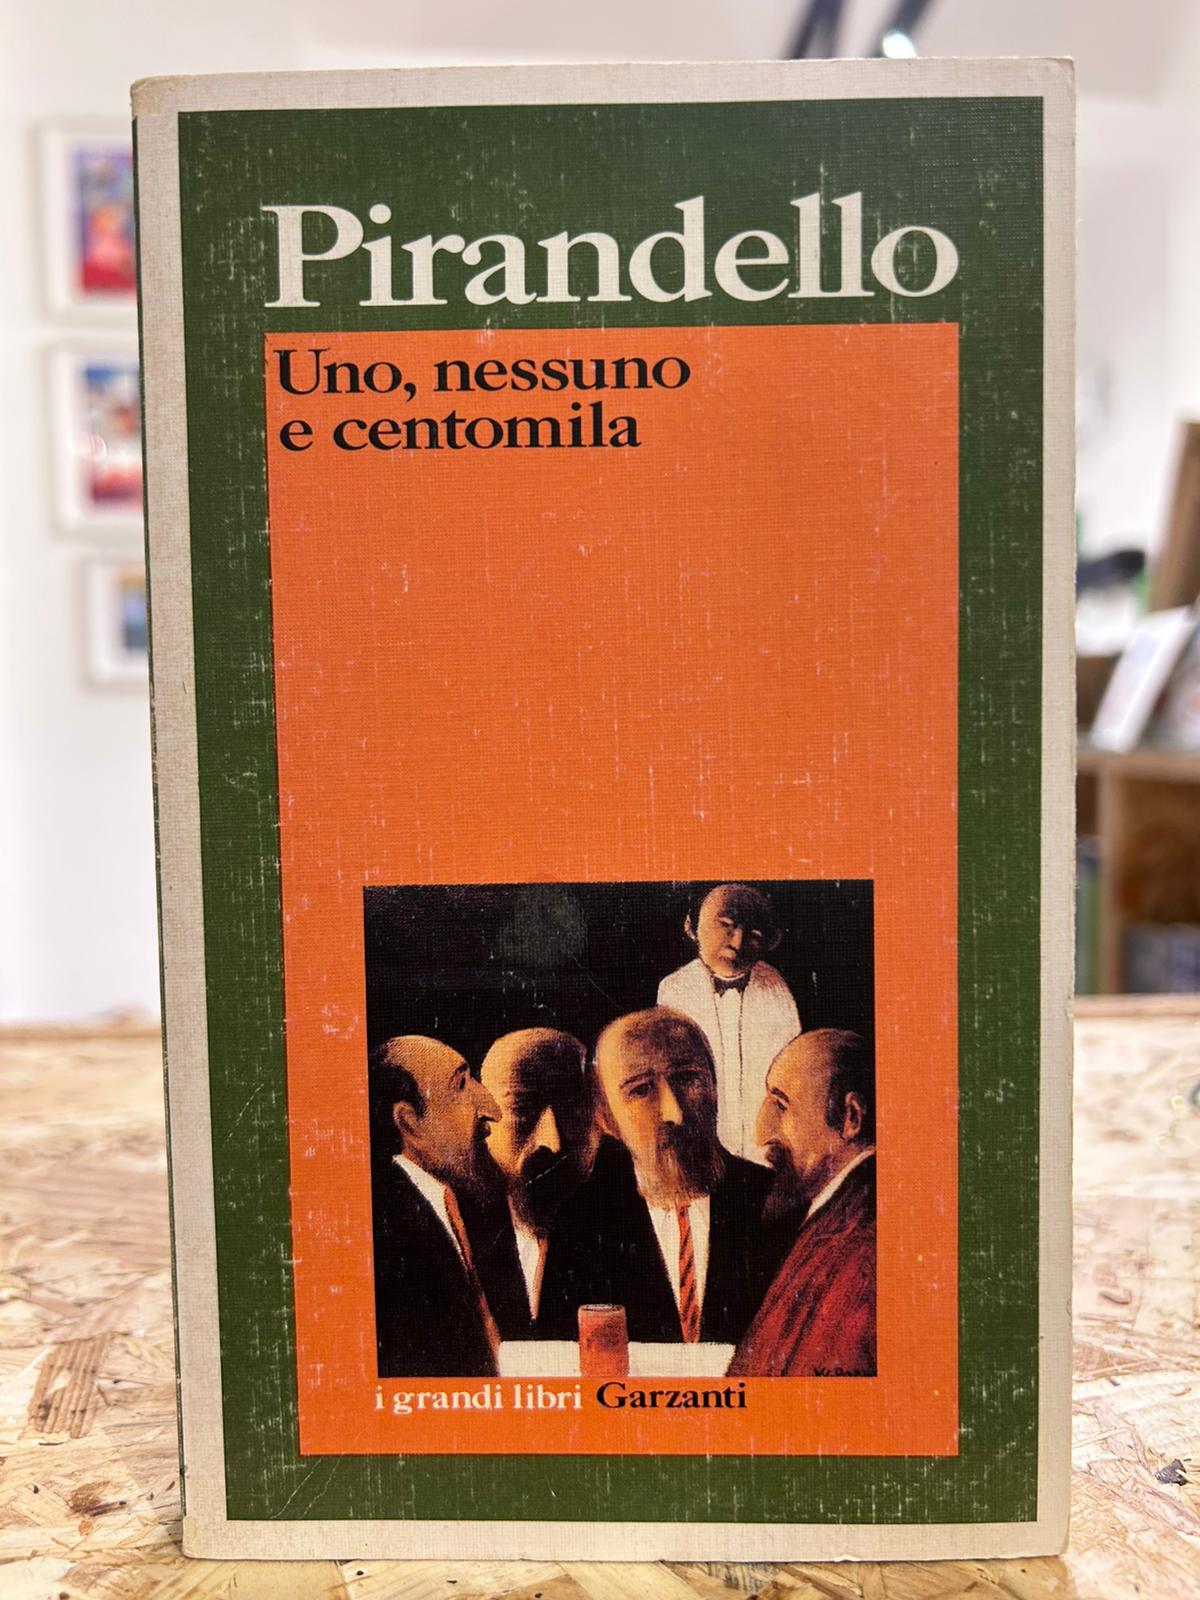 Pirandello
Uno, nessuno
e centomila
i grandi libri Garzanti